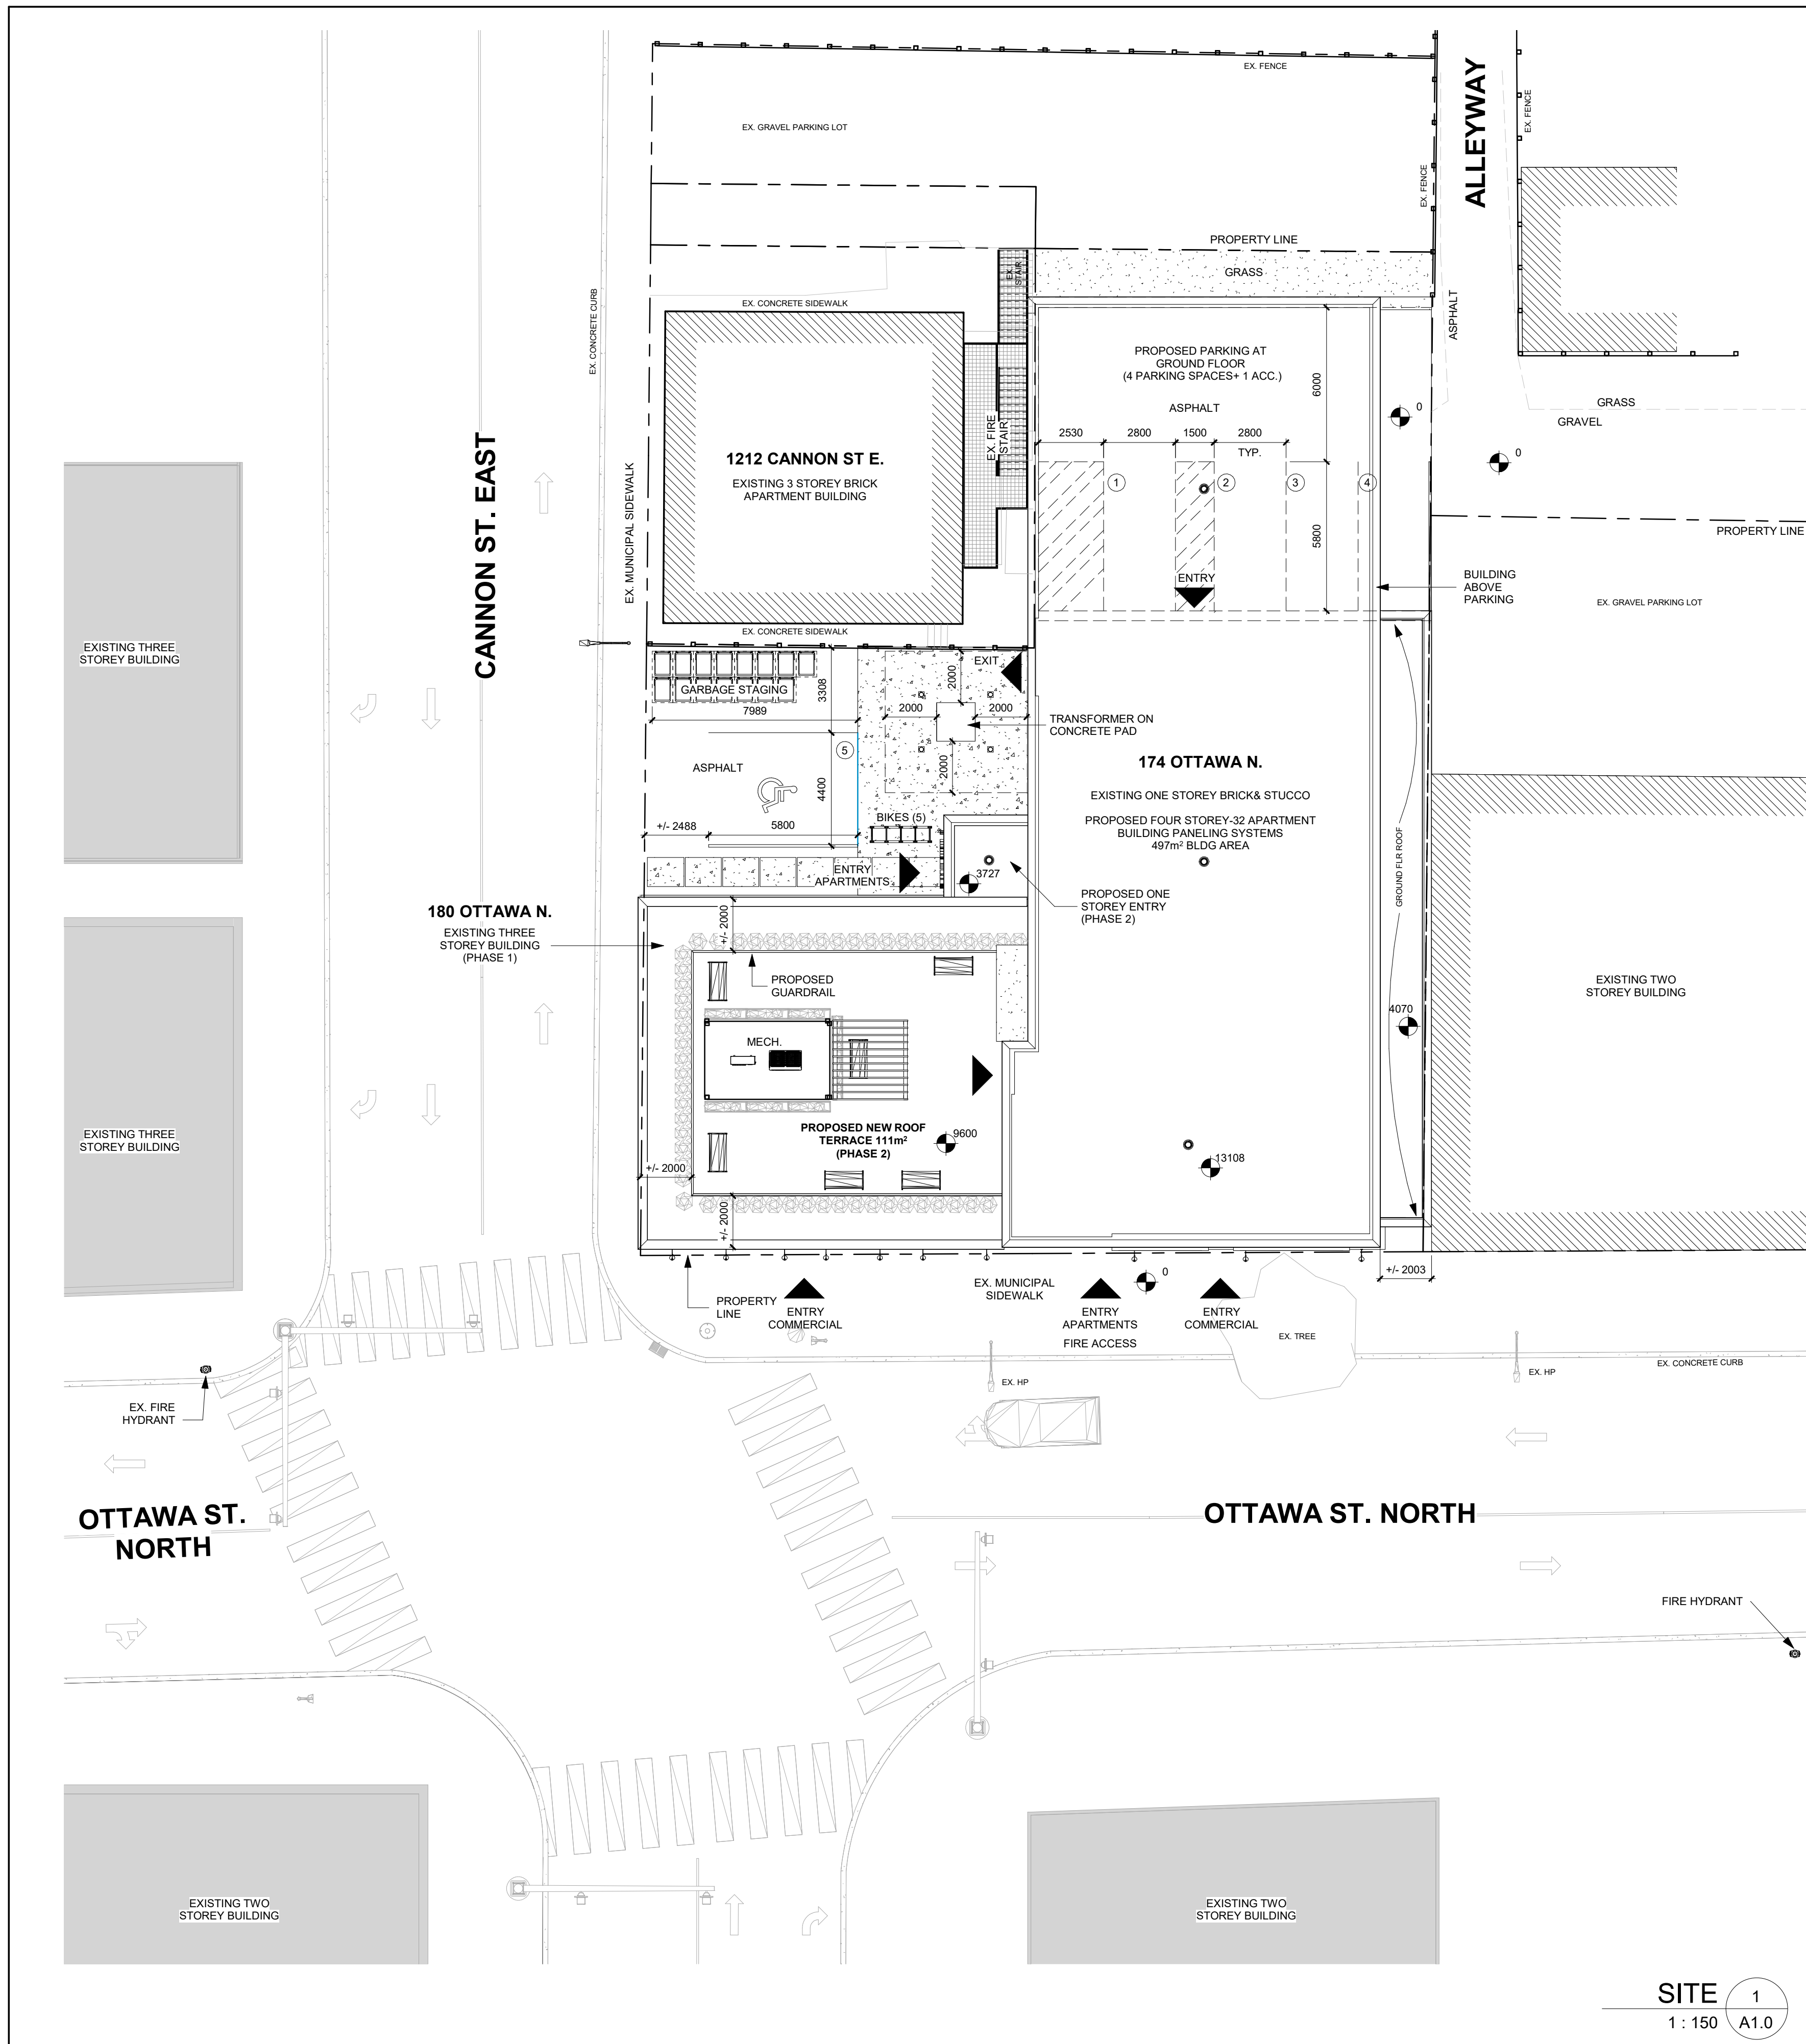 EX. FENCE
EX. GRAVEL PARKING LOT
ALLEYWAY
EX. FENCE
EX. FENCE
PROPERTY LINE
GRASS
EX.
STAIR
ASPHALT
EX. CONCRETE CURB
EX. CONCRETE SIDEWALK
PROPOSED PARKING AT
GROUND FLOOR
(4 PARKING SPACES+ 1 ACC.)
6000
ASPHALT
0
GRASS
GRAVEL
0
2530
2800
1500
2800
TYP.
EX. FIRE
STAIR
1212 CANNON ST E.
EXISTING 3 STOREY BRICK
APARTMENT BUILDING
CANNON ST. EAST
EX. MUNICIPAL SIDEWALK
1
2
3
4
5800
PROPERTY LINE
ENTRY
BUILDING
ABOVE
PARKING
EX. GRAVEL PARKING LOT
EX. CONCRETE SIDEWALK
EXISTING THREE
STOREY BUILDING
GARBAGE STAGING
7989
3308
EXIT
2000
2000
2000
2000
TRANSFORMER ON
CONCRETE PAD
5
ASPHALT
4400
174 OTTAWA N.
EXISTING ONE STOREY BRICK& STUCCO
PROPOSED FOUR STOREY-32 APARTMENT
BUILDING PANELING SYSTEMS
497m² BLDG AREA
+/- 2488
5800
BIKES (5)
ENTRY
APARTMENTS
3727
PROPOSED ONE
STOREY ENTRY
(PHASE 2)
GROUND FLR ROOF
180 OTTAWA N.
EXISTING THREE
STOREY BUILDING
(PHASE 1)
+/- 2000
PROPOSED
GUARDRAIL
EXISTING TWO
STOREY BUILDING
4070
MECH.
EXISTING THREE
STOREY BUILDING
PROPOSED NEW ROOF
TERRACE 111m²
(PHASE 2)
9600
13108
+/- 2000
+/- 2000
+/- 2003
PROPERTY
LINE
ENTRY
COMMERCIAL
EX. MUNICIPAL
SIDEWALK
0
ENTRY
APARTMENTS
FIRE ACCESS
ENTRY
COMMERCIAL
EX. TREE
EX. CONCRETE CURB
EX. HP
EX. HP
EX. FIRE
HYDRANT
OTTAWA ST.
NORTH
OTTAWA ST. NORTH
FIRE HYDRANT
EXISTING TWO
STOREY BUILDING
EXISTING TWO
STOREY BUILDING
SITE
1 : 150
1
A1.0